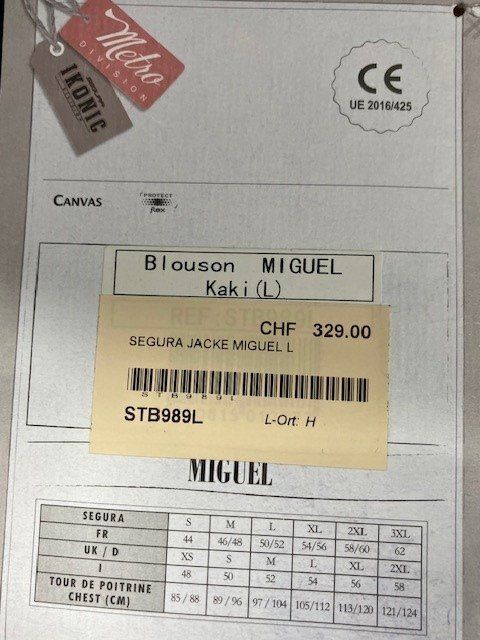 Metro
DIVISION
SEGURA
IKONIC
CE
UE 2016/425
CANVAS
PROTECT
flex
Blouson MIGUEL
Kaki(L)
REF-STB989L
CHF 329.00
SEGURA JACKE MIGUEL L
STB989L
STB989L L-Ort: H
MIGUEL
SEGURA S M L XL 2XL 3XL
FR 44 46/48 50/52 54/56 58/60 62
UK / D XS S M L XL 2XL
I 48 50 52 54 56 58
TOUR DE POITRINE
CHEST (CM) 85/88 89/96 97/104 105/112 113/120 121/124